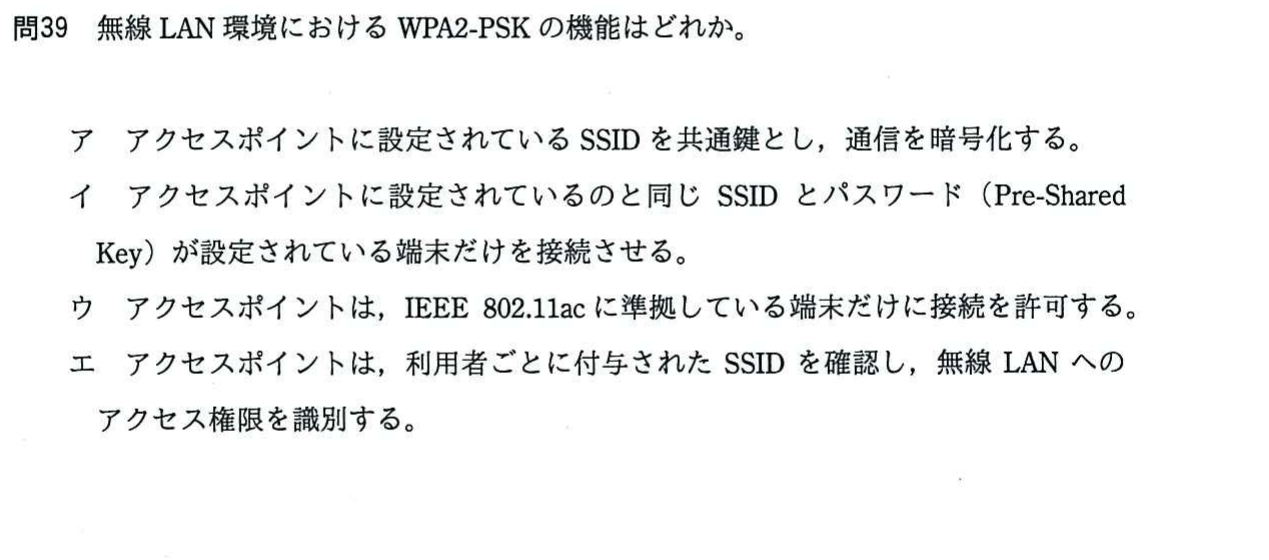 問39 無線 LAN 環境における WPA2-PSK の機能はどれか。
ア アクセスポイントに設定されている SSID を共通鍵とし，通信を暗号化する。
イ アクセスポイントに設定されているのと同じ SSID とパスワード（Pre-Shared
Key）が設定されている端末だけを接続させる。
ウ アクセスポイントは，IEEE 802.11ac に準拠している端末だけに接続を許可する。
エ アクセスポイントは，利用者ごとに付与された SSID を確認し，無線 LAN への
アクセス権限を識別する。